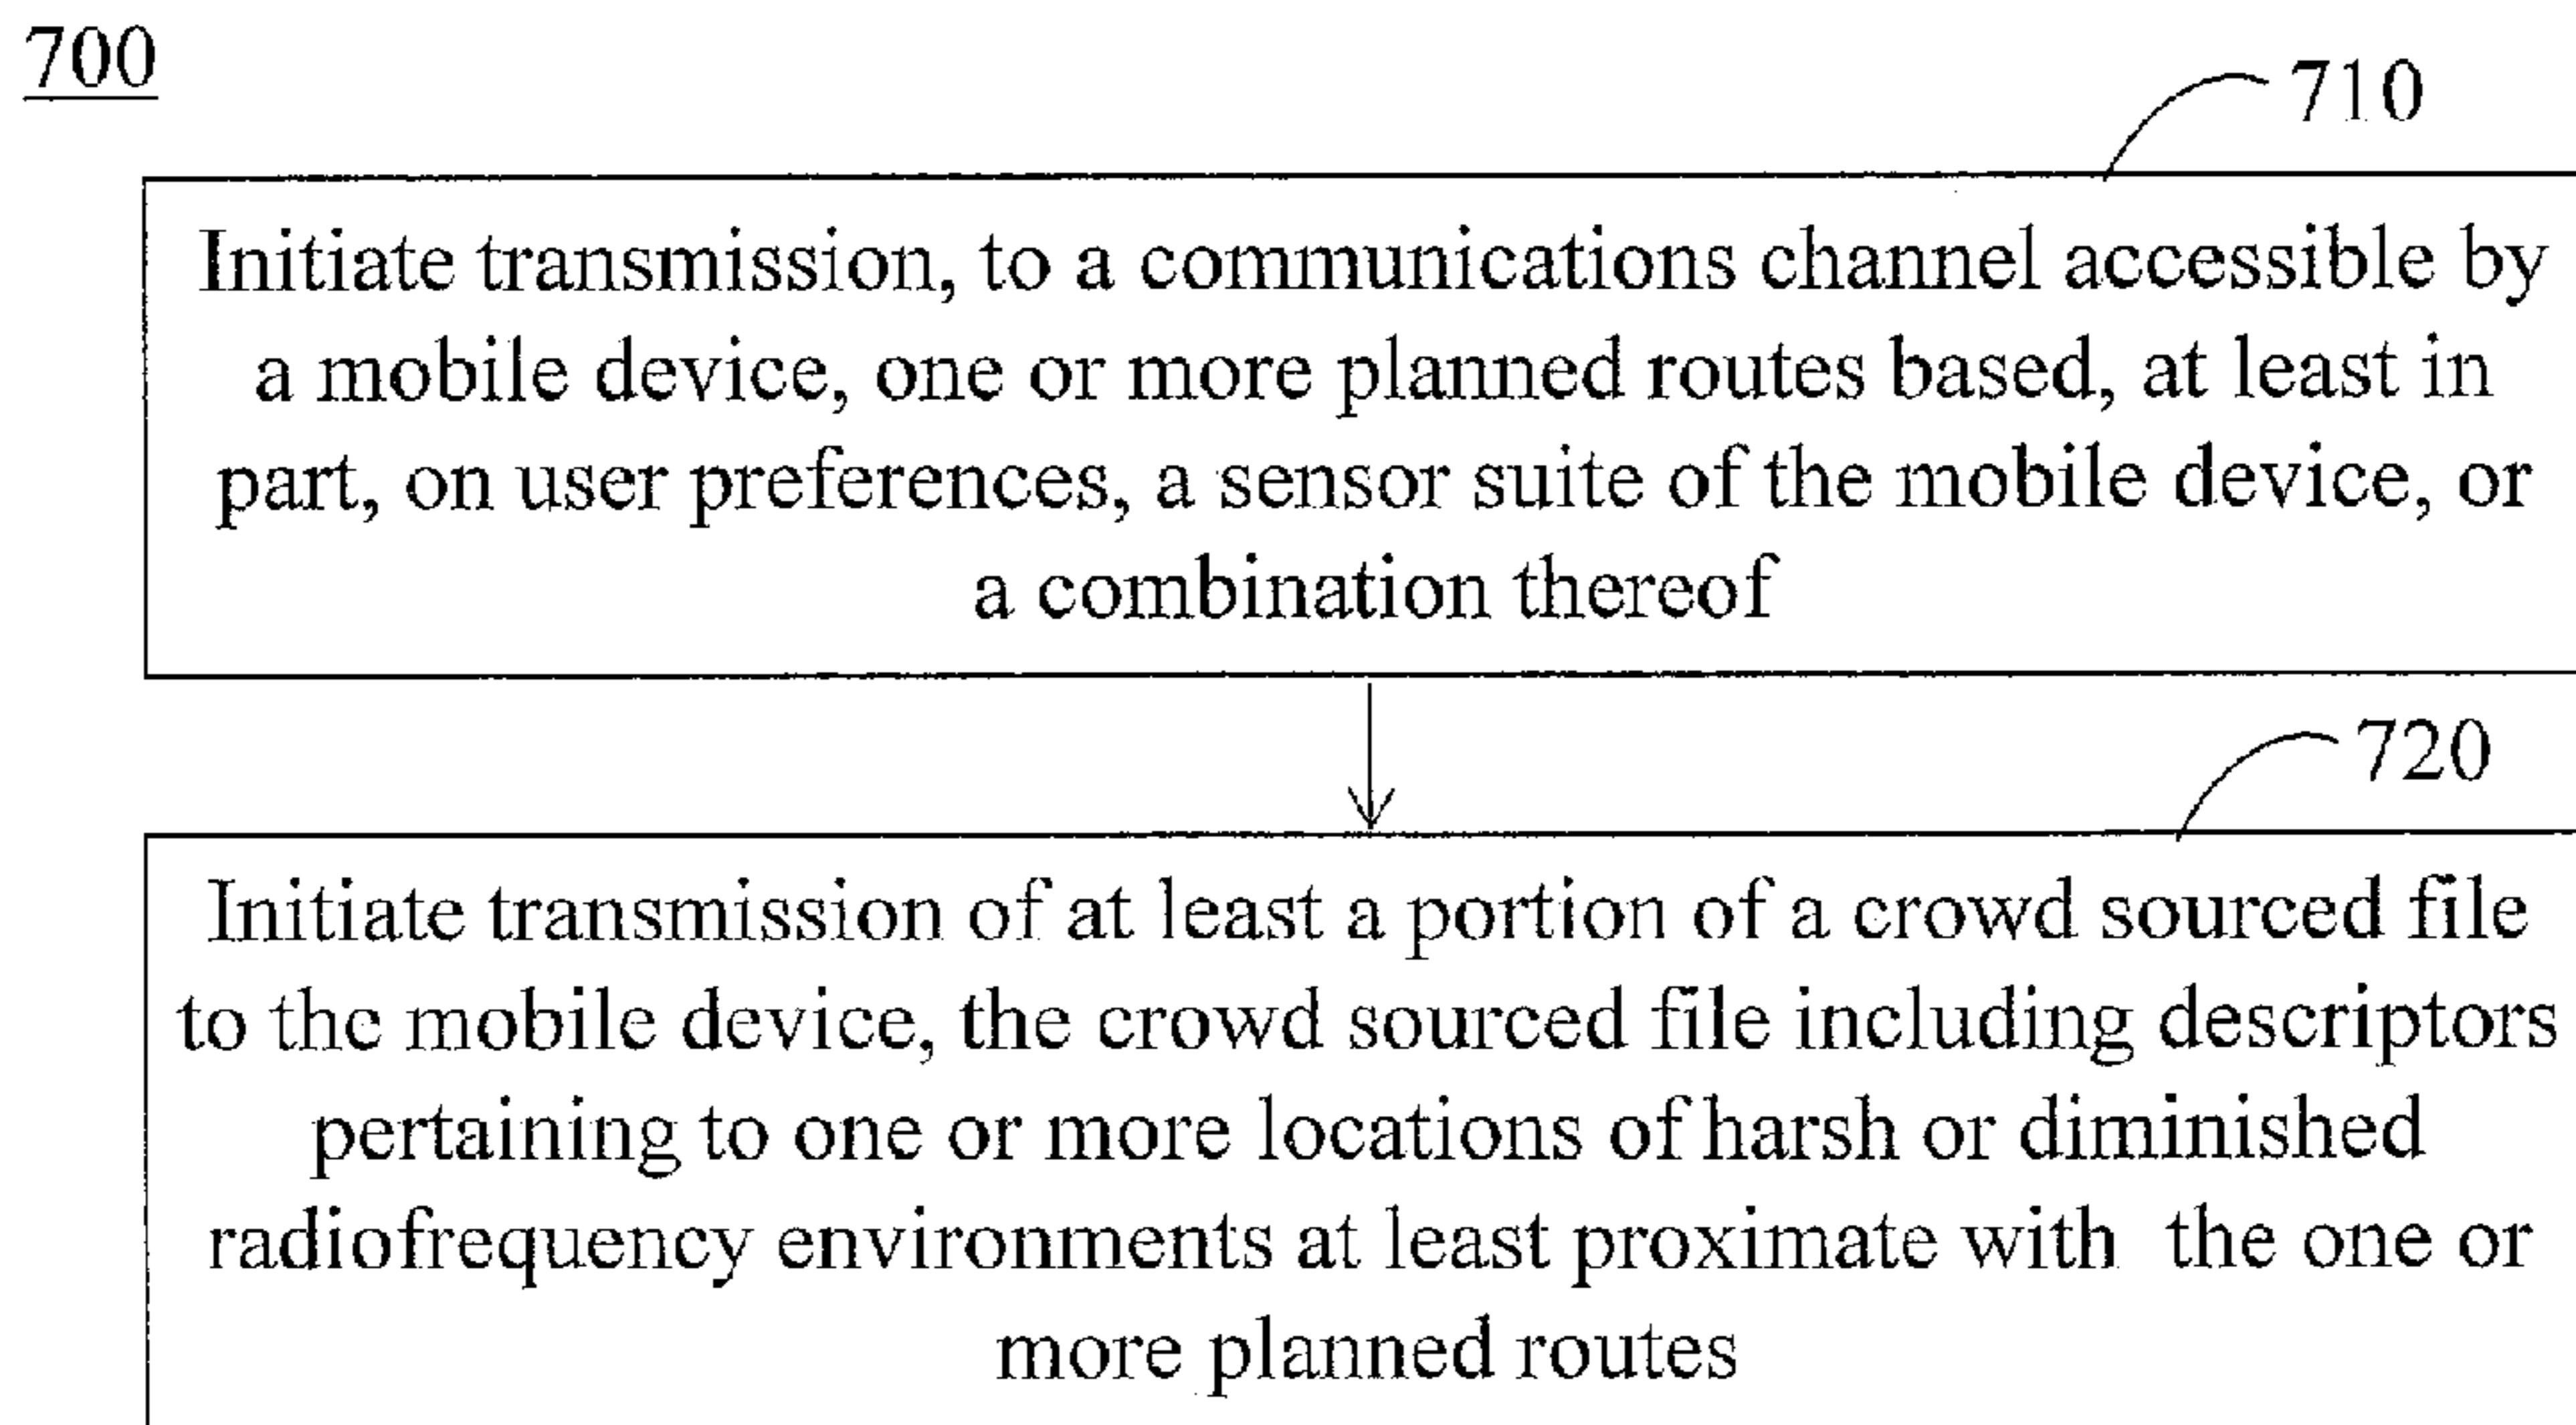 700
710
Initiate transmission, to a communications channel accessible by
a mobile device, one or more planned routes based, at least in
part, on user preferences, a sensor suite of the mobile device, or
a combination thereof
720
Initiate transmission of at least a portion of a crowd sourced file
to the mobile device, the crowd sourced file including descriptors
pertaining to one or more locations of harsh or diminished
radiofrequency environments at least proximate with the one or
more planned routes